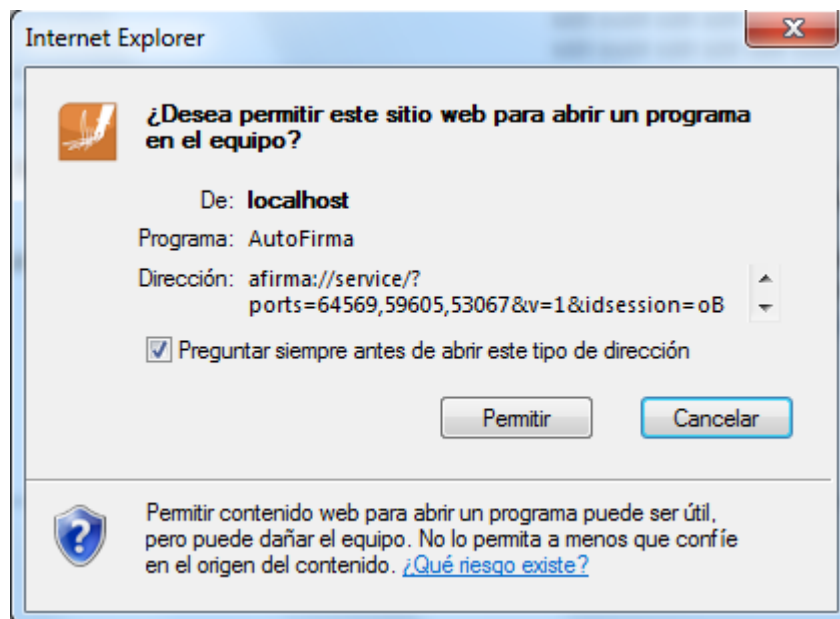 Internet Explorer
¿Desea permitir este sitio web para abrir un programa
en el equipo?
De: localhost
Programa: AutoFirma
Dirección: afirma://service/?
ports=64569,59605,53067&v=1&idsession=oB
Preguntar siempre antes de abrir este tipo de dirección
Permitir Cancelar
Permitir contenido web para abrir un programa puede ser útil,
pero puede dañar el equipo. No lo permita a menos que confíe
en el origen del contenido. ¿Qué riesgo existe?